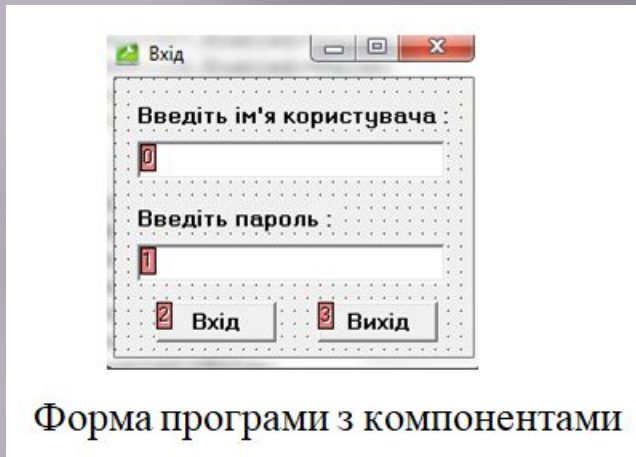 Вхід
Введіть ім'я користувача :
0
Введіть пароль :
1
2 Вхід 3 Вихід
Форма програми з компонентами